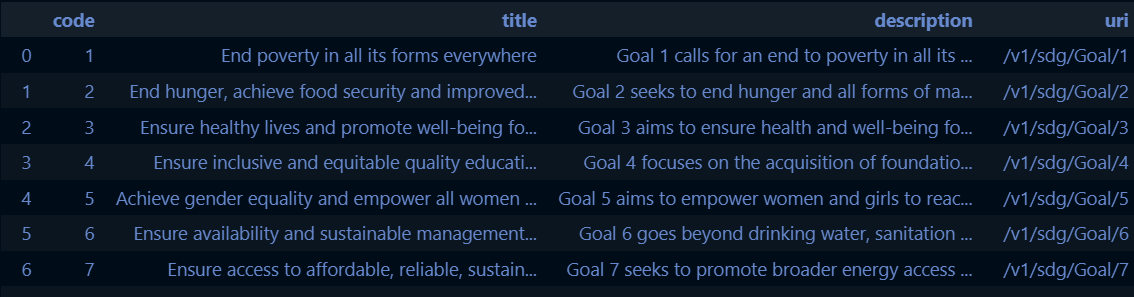 code title description uri
0 1 End poverty in all its forms everywhere Goal 1 calls for an end to poverty in all its ... /v1/sdg/Goal/1
1 2 End hunger, achieve food security and improved... Goal 2 seeks to end hunger and all forms of ma... /v1/sdg/Goal/2
2 3 Ensure healthy lives and promote well-being fo... Goal 3 aims to ensure health and well-being fo... /v1/sdg/Goal/3
3 4 Ensure inclusive and equitable quality educati... Goal 4 focuses on the acquisition of foundatio... /v1/sdg/Goal/4
4 5 Achieve gender equality and empower all women ... Goal 5 aims to empower women and girls to reac... /v1/sdg/Goal/5
5 6 Ensure availability and sustainable management... Goal 6 goes beyond drinking water, sanitation ... /v1/sdg/Goal/6
6 7 Ensure access to affordable, reliable, sustain... Goal 7 seeks to promote broader energy access ... /v1/sdg/Goal/7